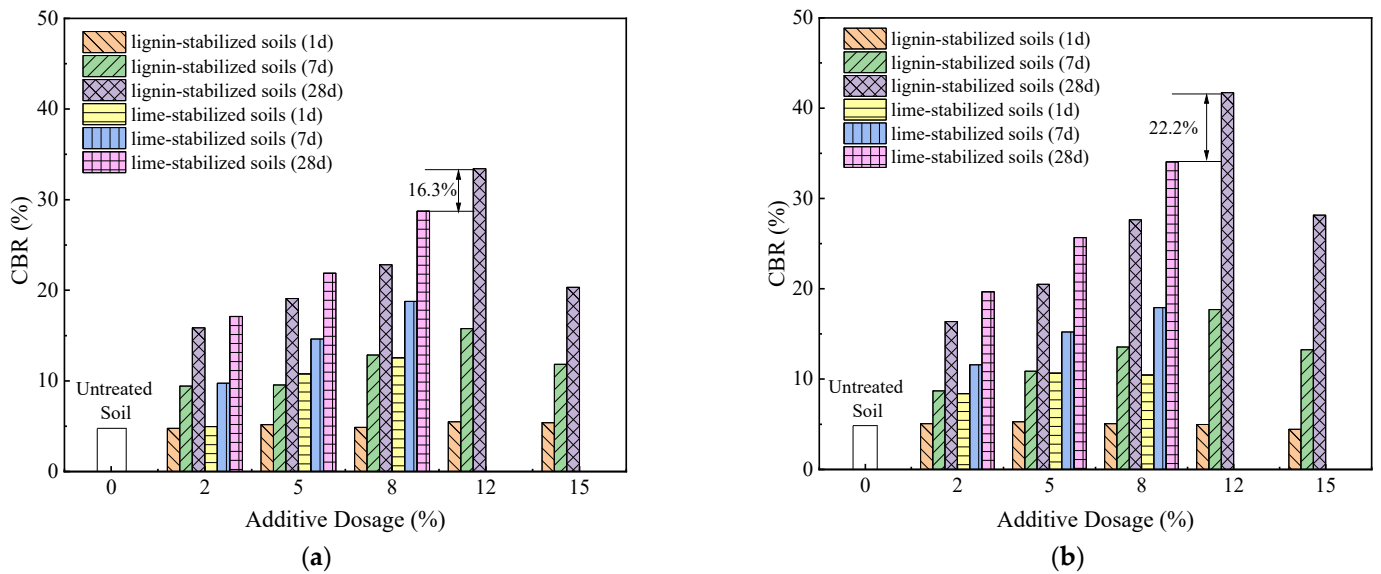 50
40
30
20
10
0
CBR (%)
lignin-stabilized soils (1d)
lignin-stabilized soils (7d)
lignin-stabilized soils (28d)
lime-stabilized soils (1d)
lime-stabilized soils (7d)
lime-stabilized soils (28d)
16.3%
Untreated
Soil
0 2 5 8 12 15
Additive Dosage (%)
(a)
50
40
30
20
10
0
CBR (%)
lignin-stabilized soils (1d)
lignin-stabilized soils (7d)
lignin-stabilized soils (28d)
lime-stabilized soils (1d)
lime-stabilized soils (7d)
lime-stabilized soils (28d)
22.2%
Untreated
Soil
0 2 5 8 12 15
Additive Dosage (%)
(b)